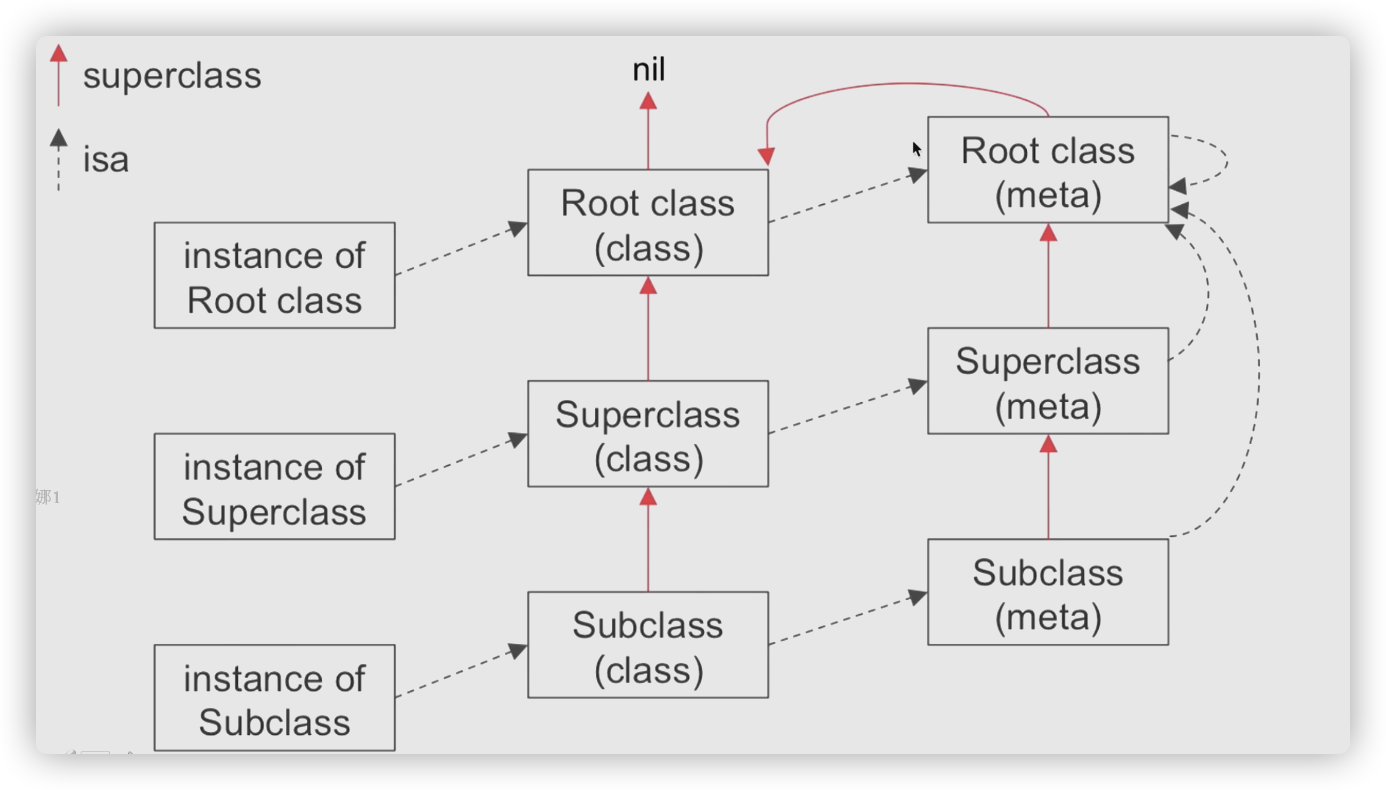 superclass
isa
nil
Root class
(meta)
Root class
(class)
instance of
Root class
Superclass
(meta)
Superclass
(class)
instance of
Superclass
娜1
Subclass
(meta)
Subclass
(class)
instance of
Subclass